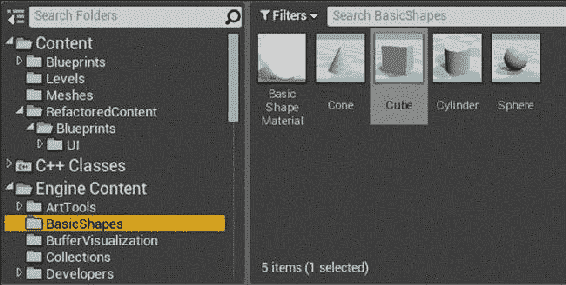 Search Folders
Content
Blueprints
Levels
Meshes
RefactoredContent
Blueprints
UI
C++ Classes
Engine Content
ArtTools
BasicShapes
BufferVisualization
Collections
Developers
Filters
Search BasicShapes
Basic
Shape
Material
Cone
Cube
Cylinder
Sphere
5 items (1 selected)